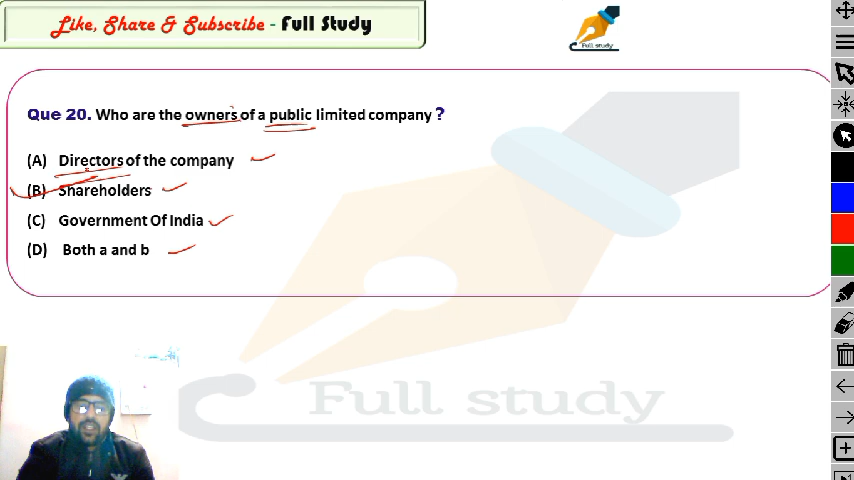 Like, Share & Subscribe - Full Study
Full study
Que 20. Who are the owners of a public limited company ?
(A) Directors of the company
(B) Shareholders
(C) Government Of India
(D) Both a and b
Full study